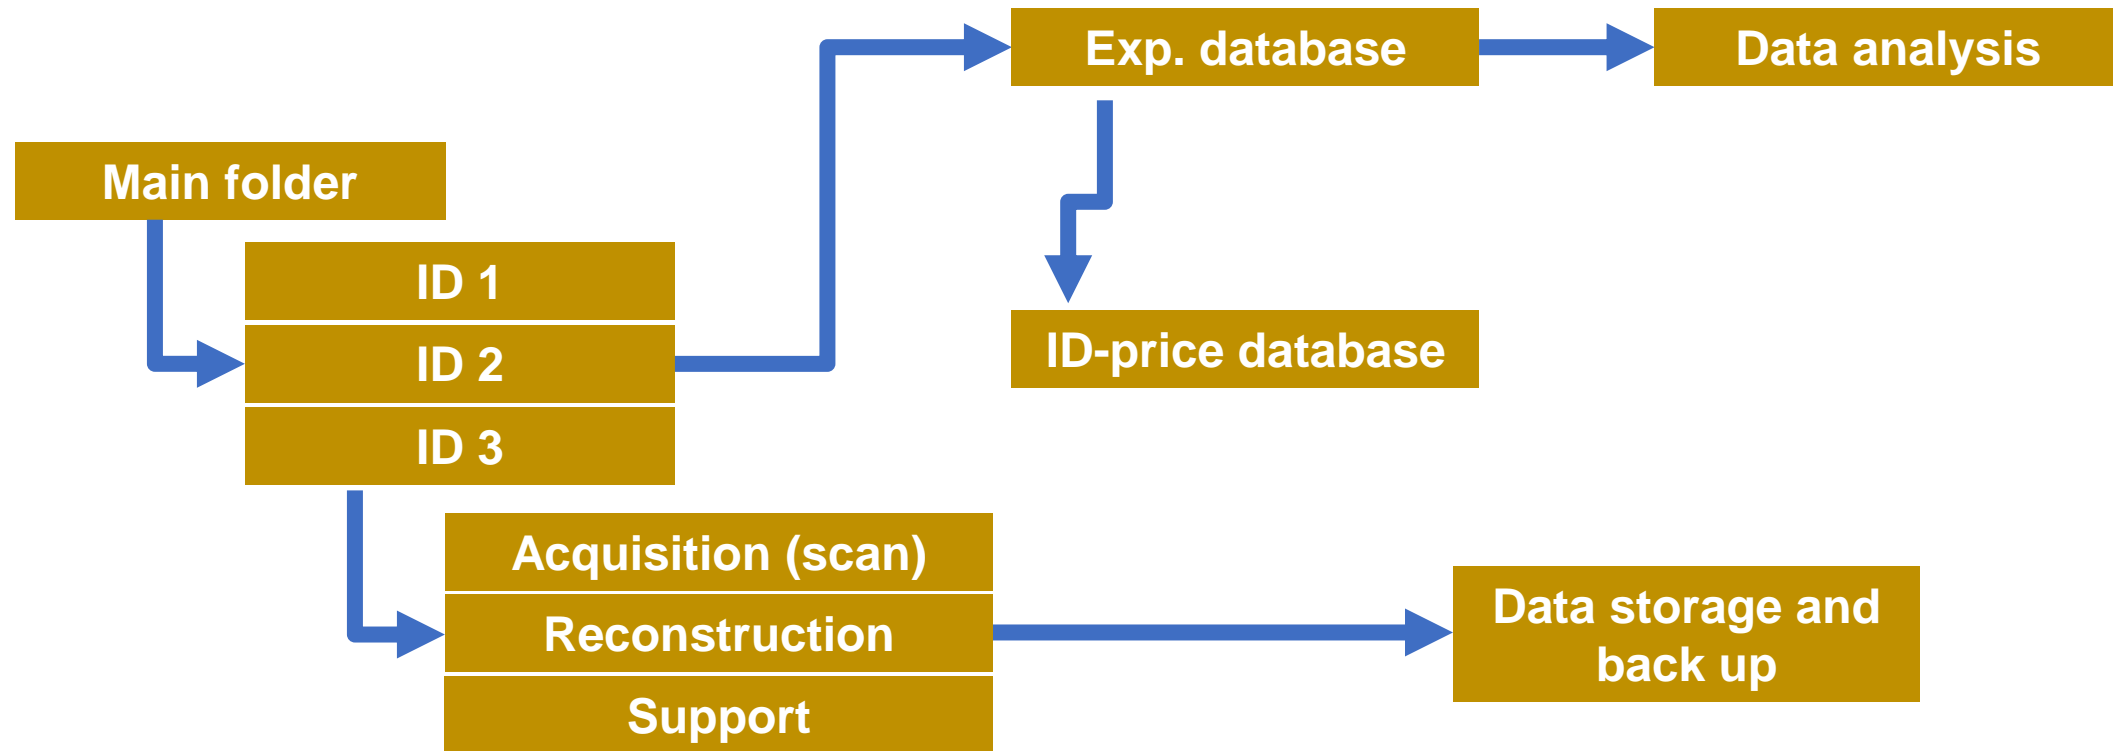 Exp. database
Data analysis
Main folder
ID 1
ID 2
ID 3
ID-price database
Acquisition (scan)
Reconstruction
Support
Data storage and
back up